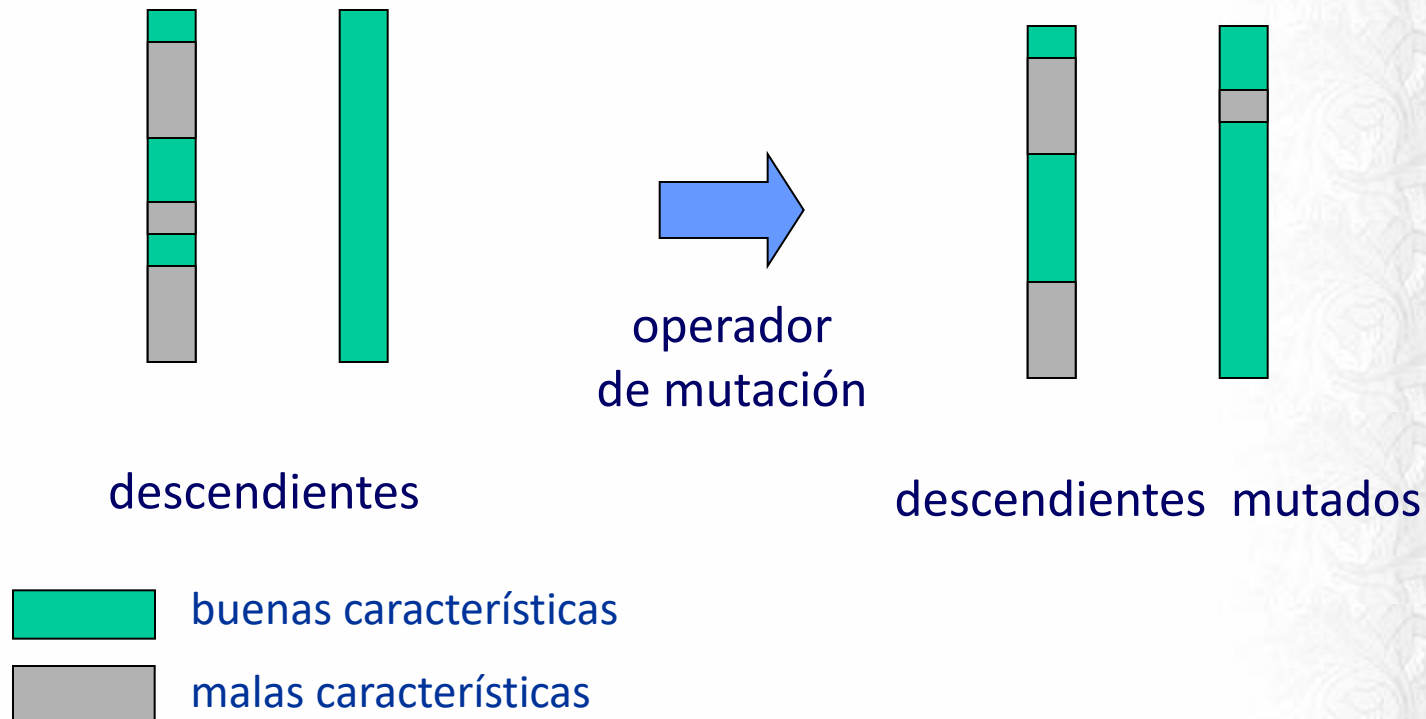 operador
de mutación
descendientes
descendientes mutados
buenas características
malas características